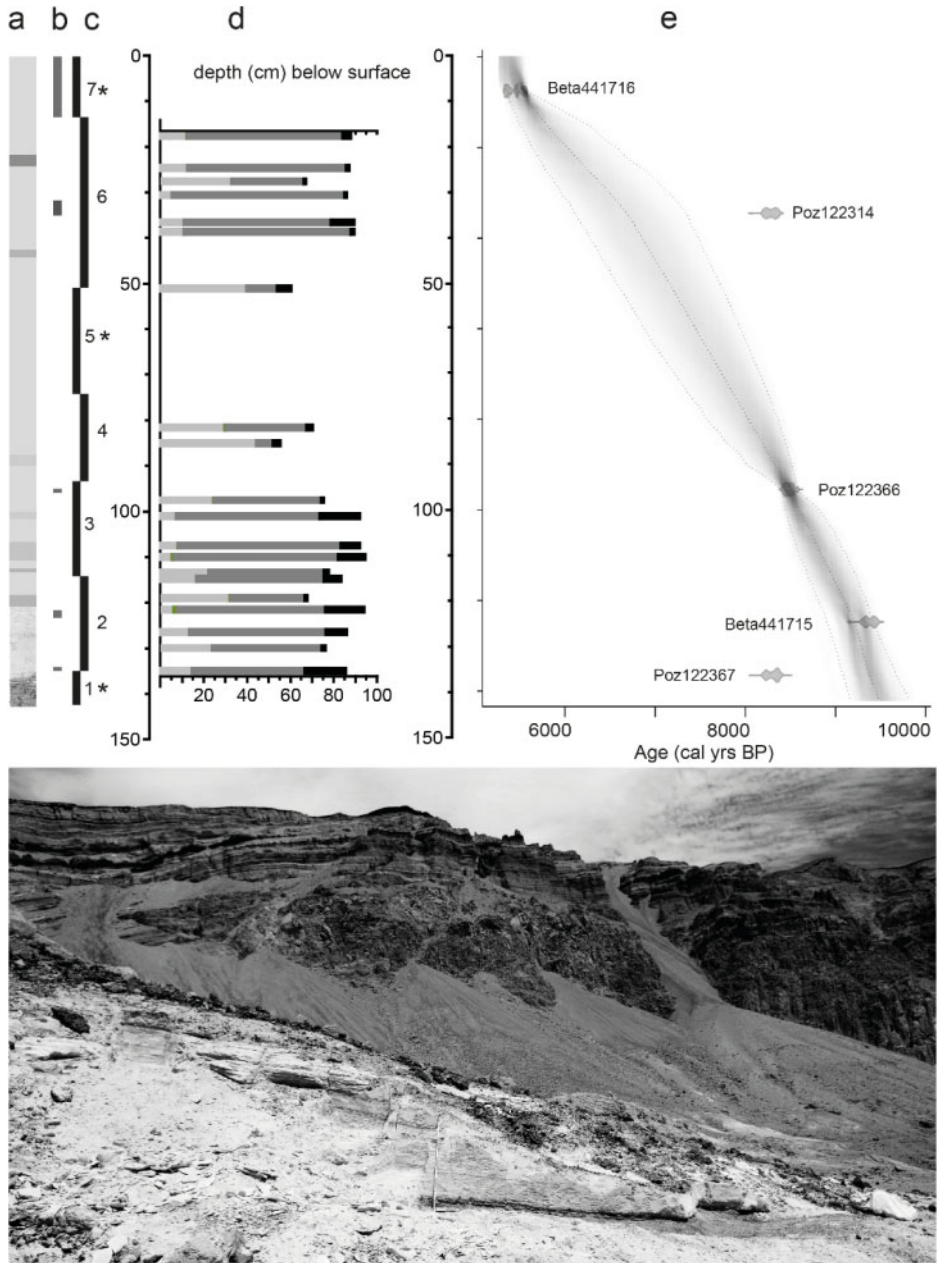 a b c d e
depth (cm) below surface
0
50
100
150
7*
6
5*
4
3
2
1*
20 40 60 80 100
0
50
100
150
Beta441716
Poz122314
Poz122366
Beta441715
Poz122367
6000 8000 10000
Age (cal yrs BP)